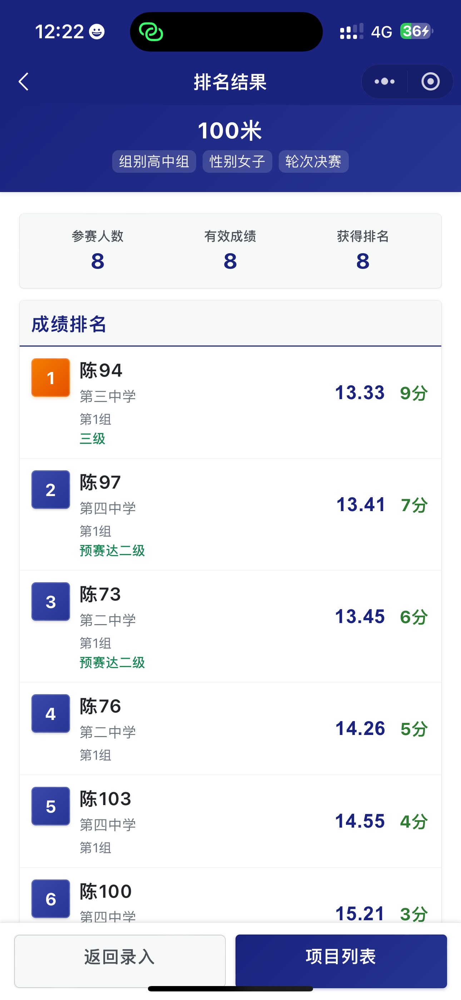 12:22 4G 36
排名结果
100米
组别高中组 性别女子 轮次决赛
参赛人数 有效成绩 获得排名
8 8 8
成绩排名
1 陈94
第三中学
13.33 9分
第1组
三级
2 陈97
第四中学
13.41 7分
第1组
预赛达二级
3 陈73
第二中学
13.45 6分
第1组
预赛达二级
4 陈76
第二中学
14.26 5分
第1组
5 陈103
第四中学
14.55 4分
第1组
6 陈100
第四中学
15.21 3分
返回录入 项目列表